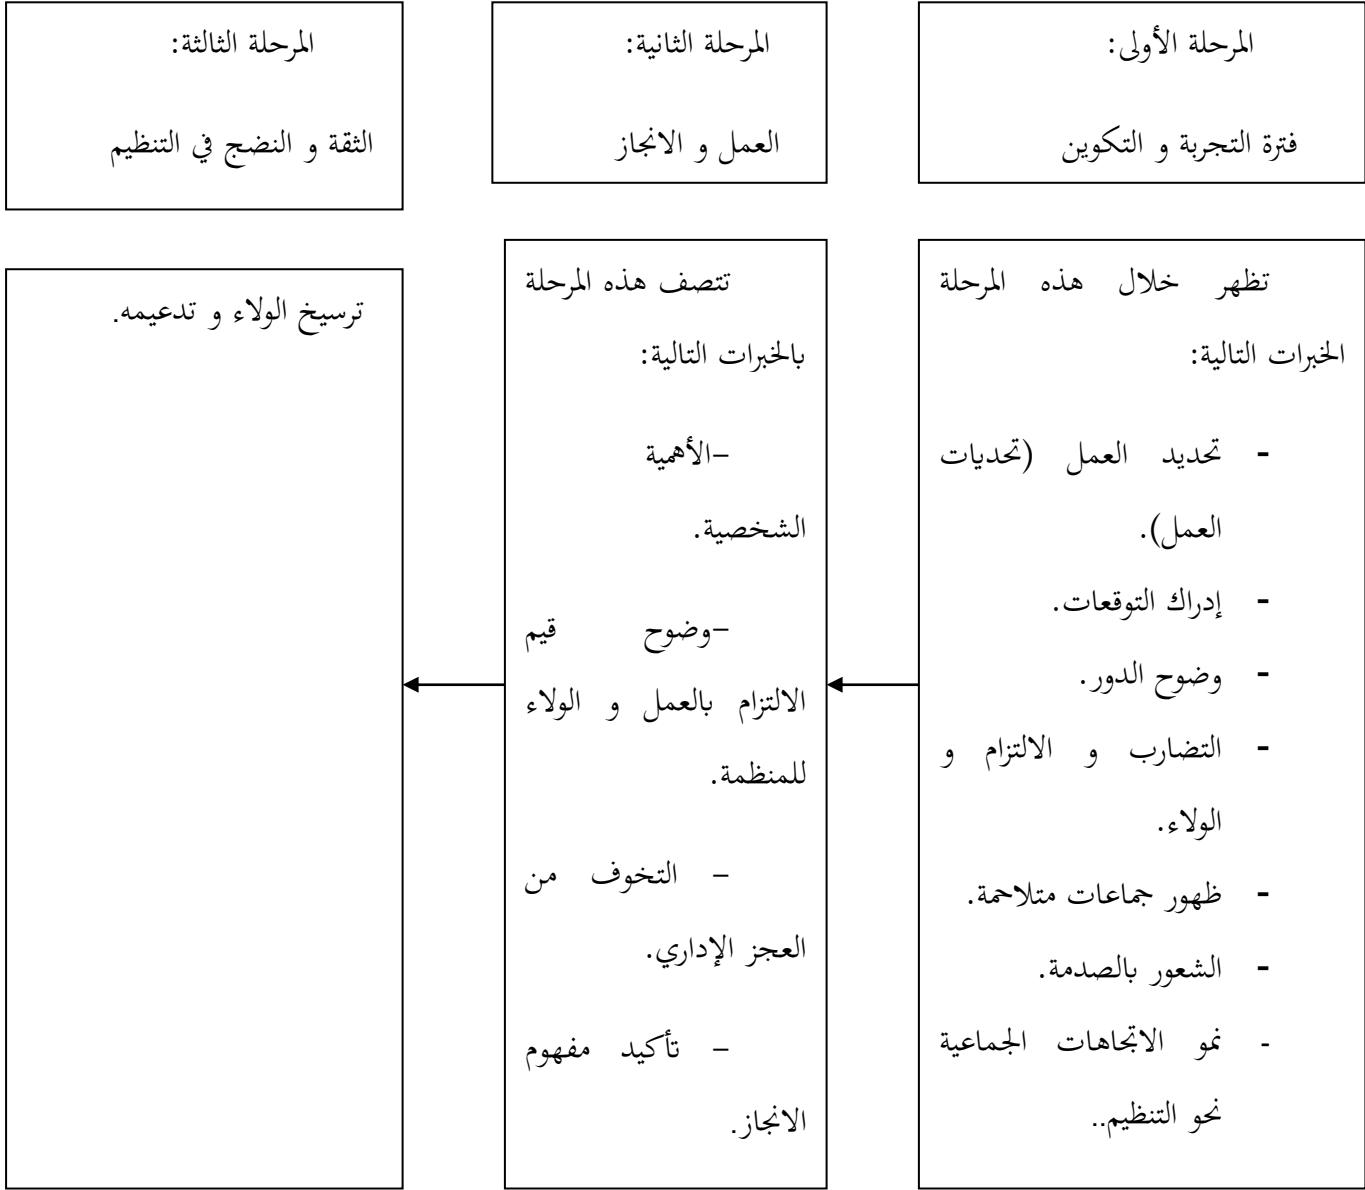 المرحلة الأولى:
فترة التجربة و التكوين
المرحلة الثانية:
العمل و الانجاز
المرحلة الثالثة:
الثقة و النضج في التنظيم
تظهر خلال هذه المرحلة
الخبرات التالية:
- تحديد العمل (تحديات
العمل).
- إدراك التوقعات.
- وضوح الدور.
- التضارب و الالتزام و
الولاء.
- ظهور جماعات متلاحمة.
- الشعور بالصدمة.
- نمو الاتجاهات الجماعية
نحو التنظيم..
تتصف هذه المرحلة
بالخبرات التالية:
–الأهمية
الشخصية.
–وضوح قيم
الالتزام بالعمل و الولاء
للمنظمة.
– التخوف من
العجز الإداري.
– تأكيد مفهوم
الانجاز.
ترسيخ الولاء و تدعيمه.